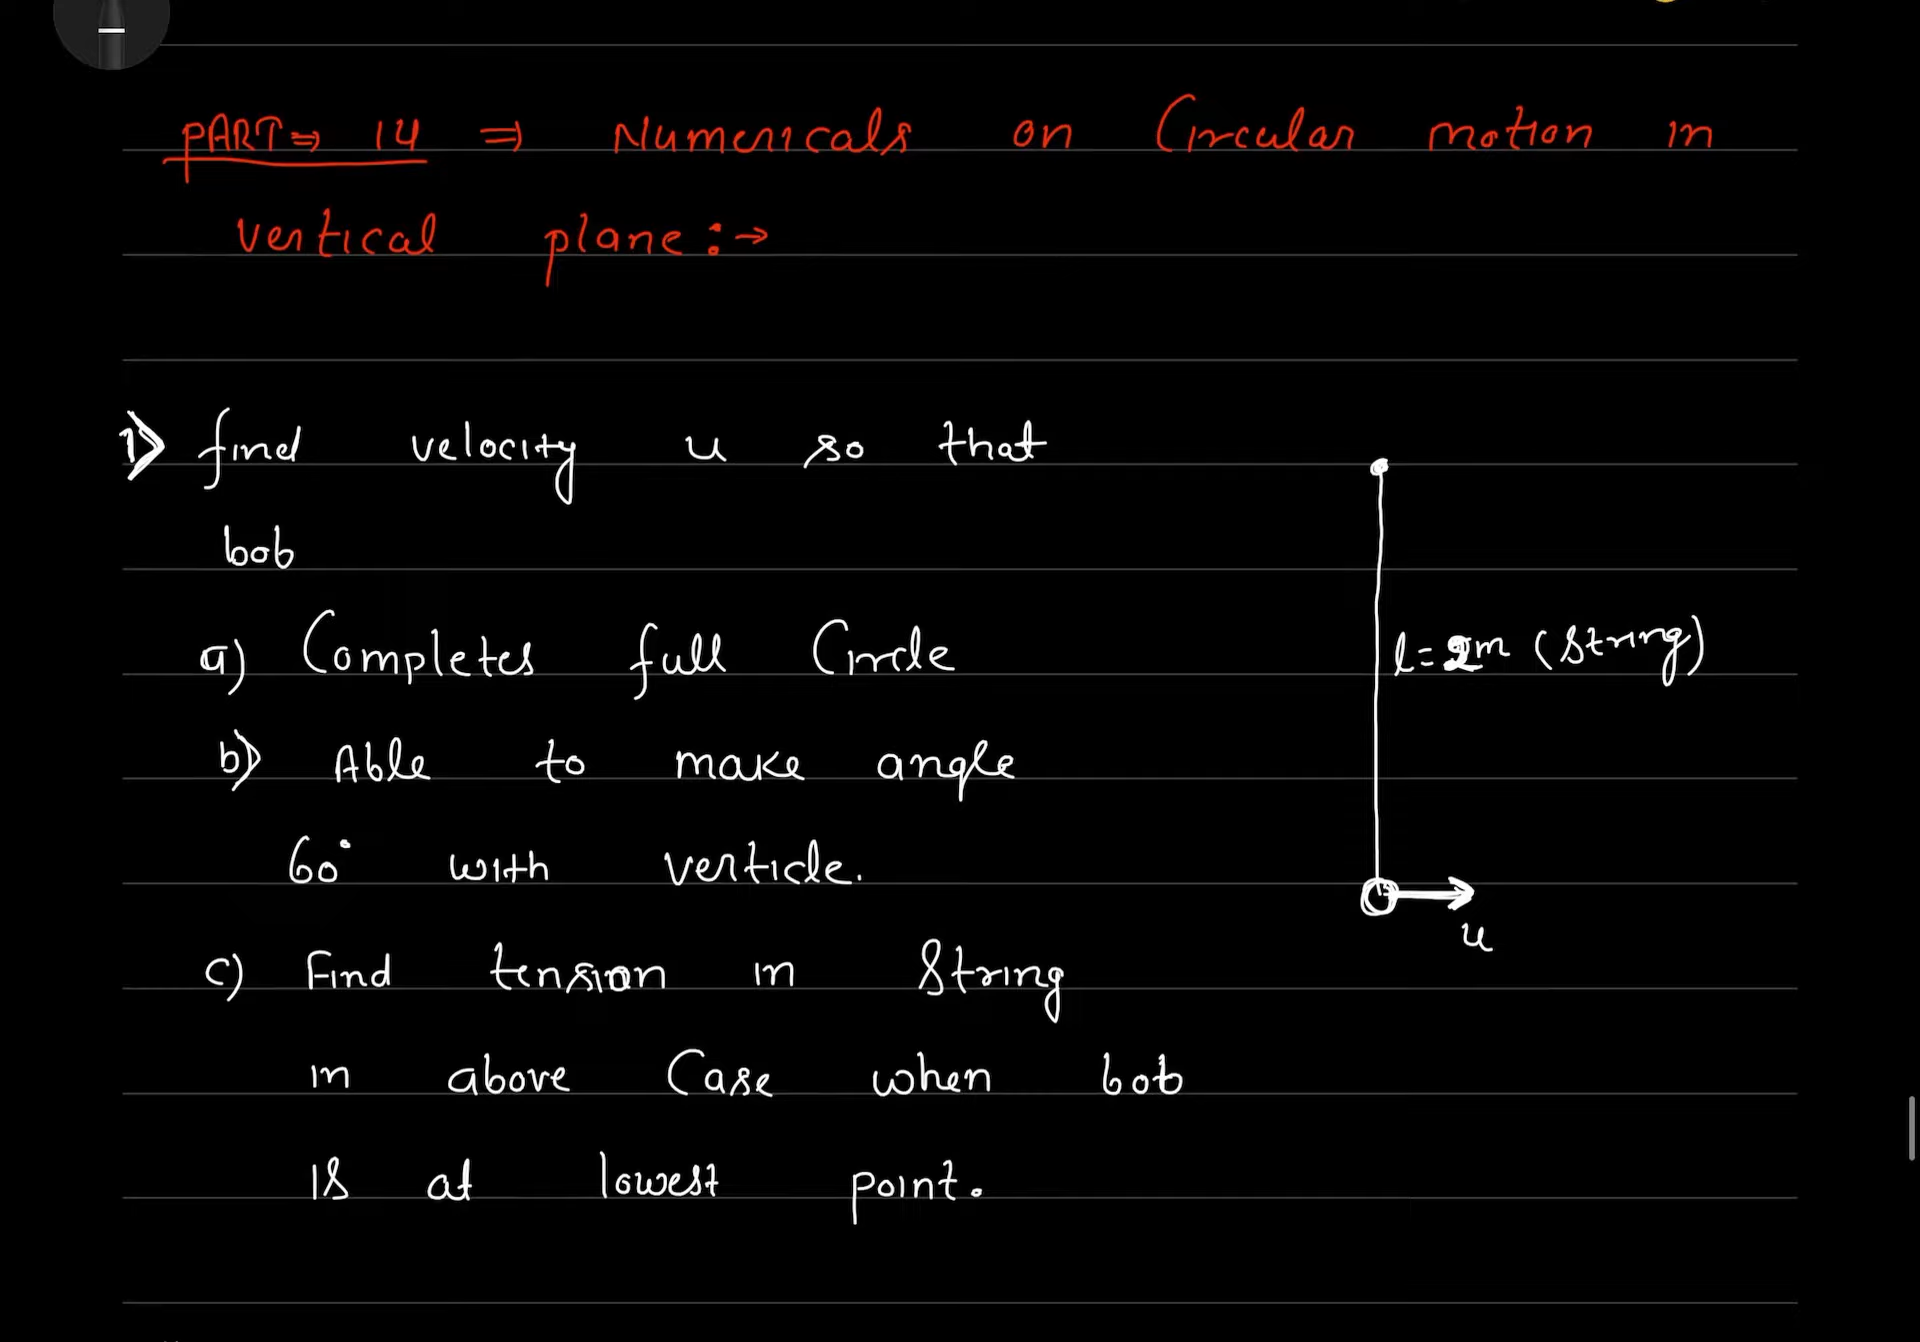 PART⇒ 14 ⇒ Numericals on Circular motion in
vertical plane:→
1) find velocity u so that
bob
a) Completes full Circle
b) Able to make angle
60° with verticle.
c) Find tension in String
in above Case when bob
is at lowest point.
l=2m (String)
u